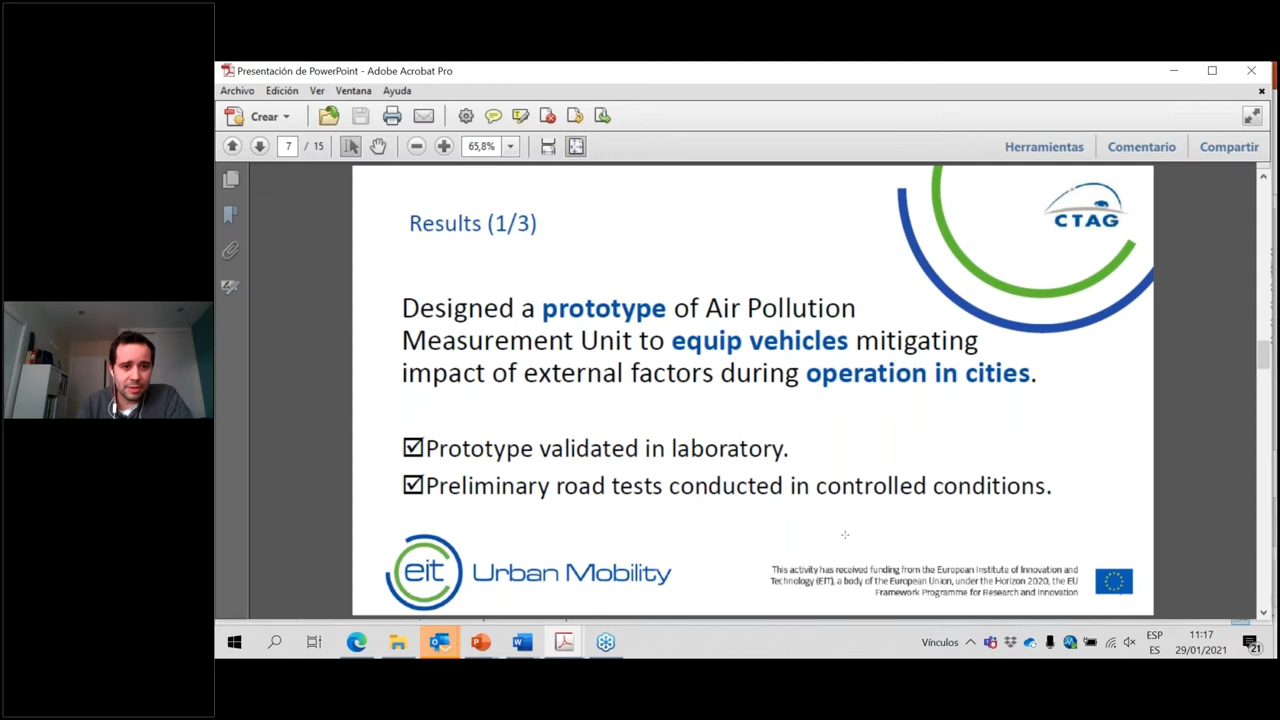 Presentación de PowerPoint - Adobe Acrobat Pro
Archivo Edición Ver Ventana Ayuda
Crear
7 / 15 65,8% Herramientas Comentario Compartir
CTAG
Results (1/3)
Designed a prototype of Air Pollution
Measurement Unit to equip vehicles mitigating
impact of external factors during operation in cities.
Prototype validated in laboratory.
Preliminary road tests conducted in controlled conditions.
eit Urban Mobility
This activity has received funding from the European Institute of Innovation and
Technology (EIT), a body of the European Union, under the Horizon 2020, the EU
Framework Programme for Research and Innovation
Vínculos ESP 11:17
ES 29/01/2021 21